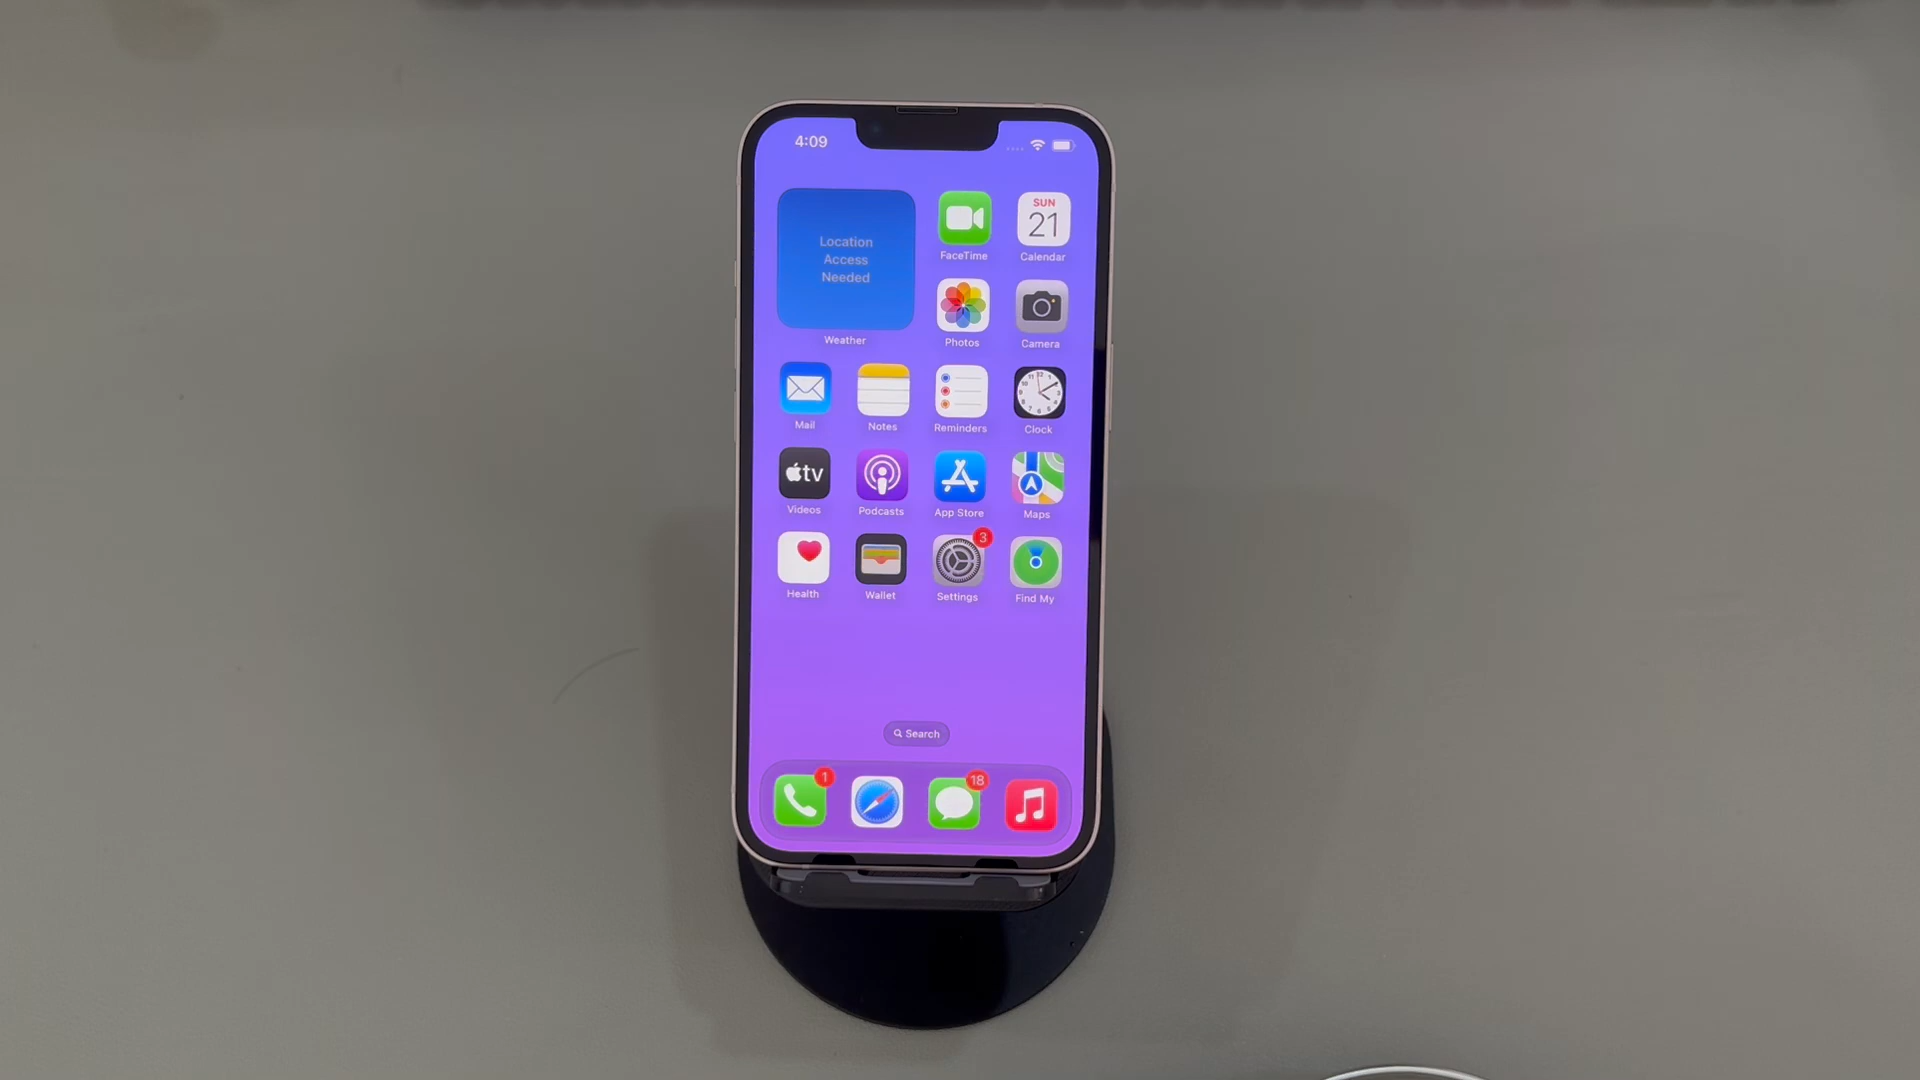 4:09
Location
Access
Needed
Weather
FaceTime
SUN
21
Calendar
Photos
Camera
Mail
Notes
Reminders
Clock
tv
Videos
Podcasts
App Store
Maps
Health
Wallet
3
Settings
Find My
Search
1
18